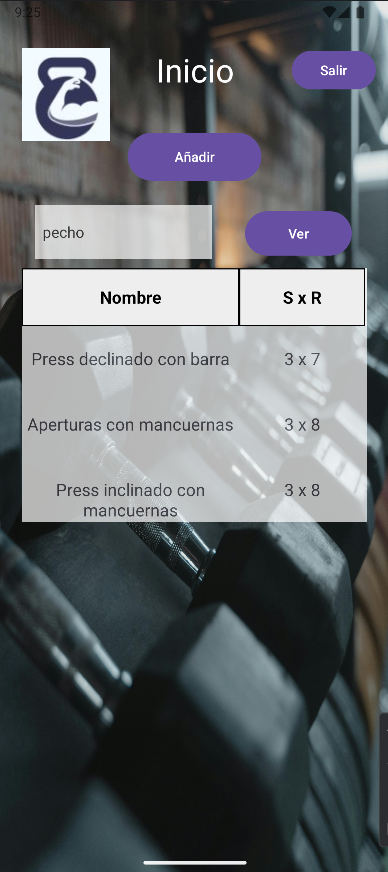 9:25
Inicio
Salir
Añadir
pecho
Ver
Nombre S x R
Press declinado con barra 3 x 7
Aperturas con mancuernas 3 x 8
Press inclinado con 3 x 8
mancuernas